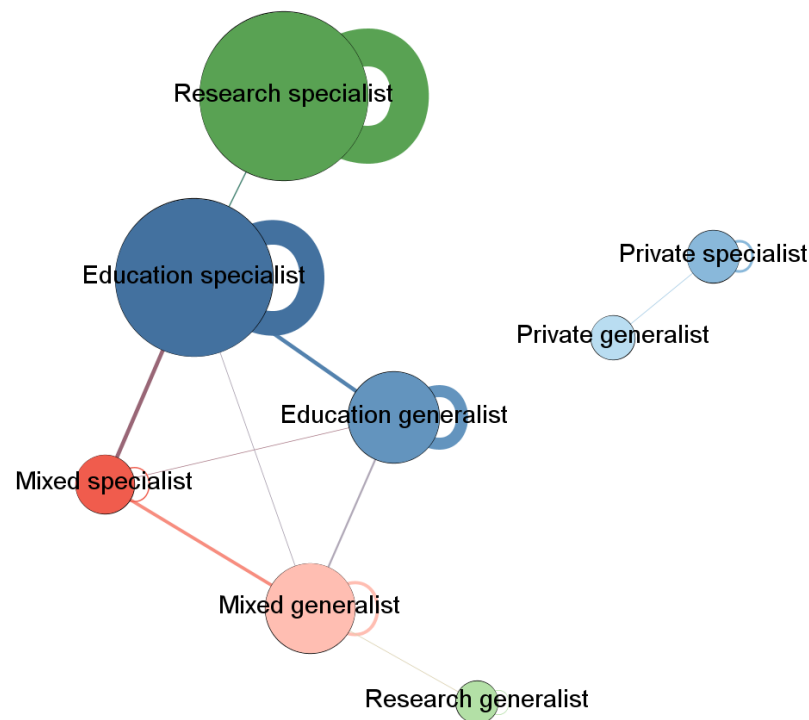 Research specialist
Private specialist
Education specialist
Private generalist
Education generalist
Mixed specialist
Mixed generalist
Research generalist